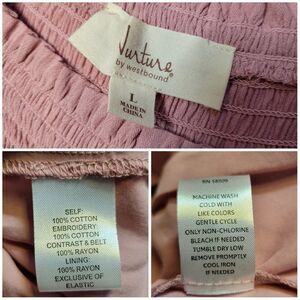 Nurture
by westbound®
L
MADE IN
CHINA
SELF:
100% COTTON
EMBROIDERY:
100% COTTON
CONTRAST & BELT
100% RAYON
LINING:
100% RAYON
EXCLUSIVE OF
ELASTIC
RN 58509
MACHINE WASH
COLD WITH
LIKE COLORS
GENTLE CYCLE
ONLY NON-CHLORINE
BLEACH IF NEEDED
TUMBLE DRY LOW
REMOVE PROMPTLY
COOL IRON
IF NEEDED